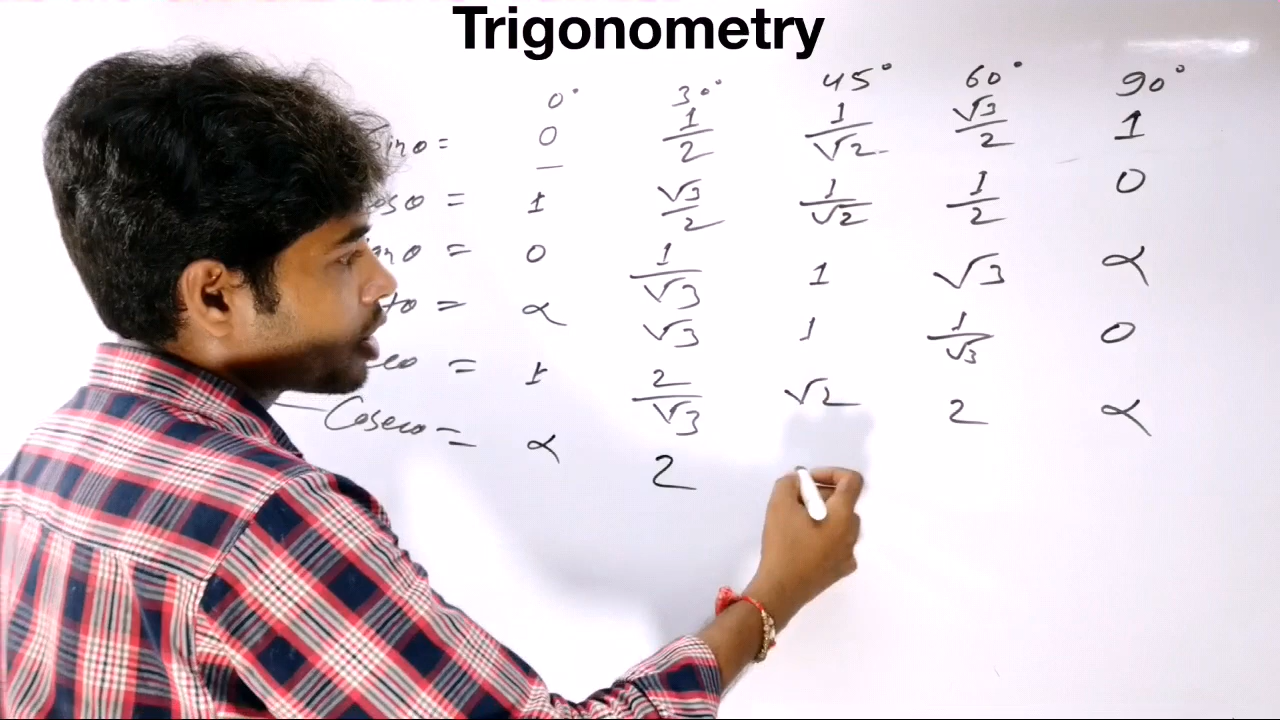 Trigonometry
0° 30° 45° 60° 90°
0 1/2 1/√2 √3/2 1
= 1 √3/2 1/√2 1/2 0
= 0 1/√3 1 √3 α
= α √3 1 1/√3 0
= 1 2/√3 √2 2 α
Cosecθ = α 2